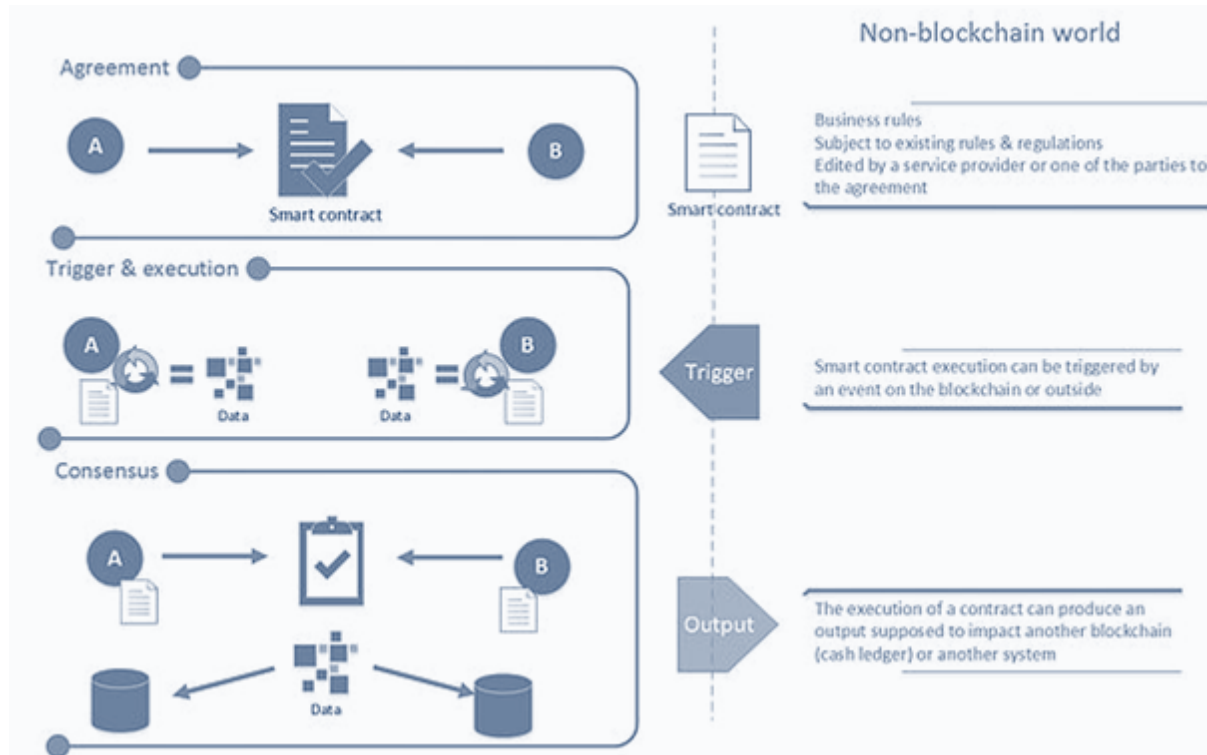 Non-blockchain world
Agreement
A
B
Smart contract
Smart contract
Business rules
Subject to existing rules & regulations
Edited by a service provider or one of the parties to
the agreement
Trigger & execution
A
B
Data
Data
Trigger
Smart contract execution can be triggered by
an event on the blockchain or outside
Consensus
A
B
Data
Output
The execution of a contract can produce an
output supposed to impact another blockchain
(cash ledger) or another system